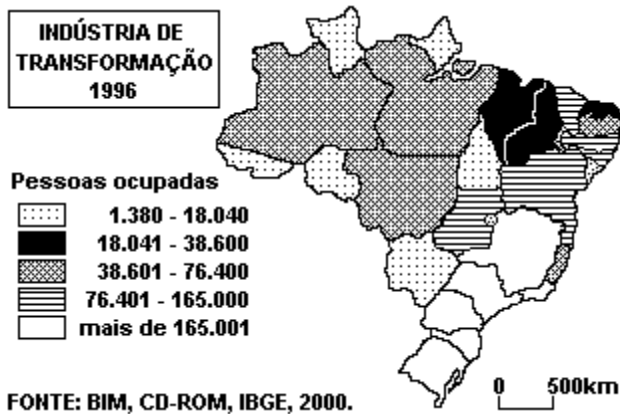 INDÚSTRIA DE
TRANSFORMAÇÃO
1996
Pessoas ocupadas
1.380 - 18.040
18.041 - 38.600
38.601 - 76.400
76.401 - 165.000
mais de 165.001
FONTE: BIM, CD-ROM, IBGE, 2000.
0 500km